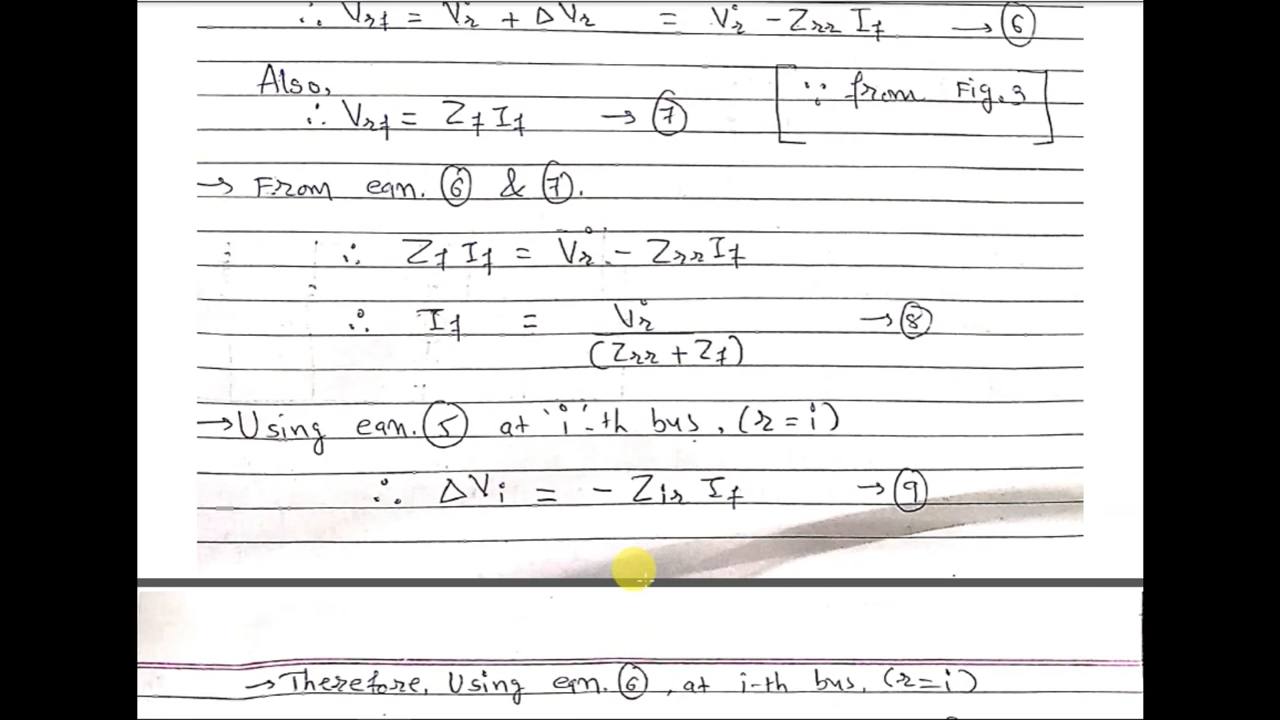 ∴ Vrf = Vr° + ΔVr = Vr° - Zrr If → ⑥
Also, [∵ from Fig.3]
∴ Vrf = Zf If → ⑦
→ From eqn. ⑥ & ⑦.
∴ Zf If = Vr° - Zrr If
∴ If = Vr° / (Zrr + Zf) → ⑧
→ Using eqn. ⑤ at 'i'-th bus, (r = i)
∴ ΔVi = - Zir If → ⑨
→ Therefore, Using eqn. ⑥, at i-th bus, (r=i)